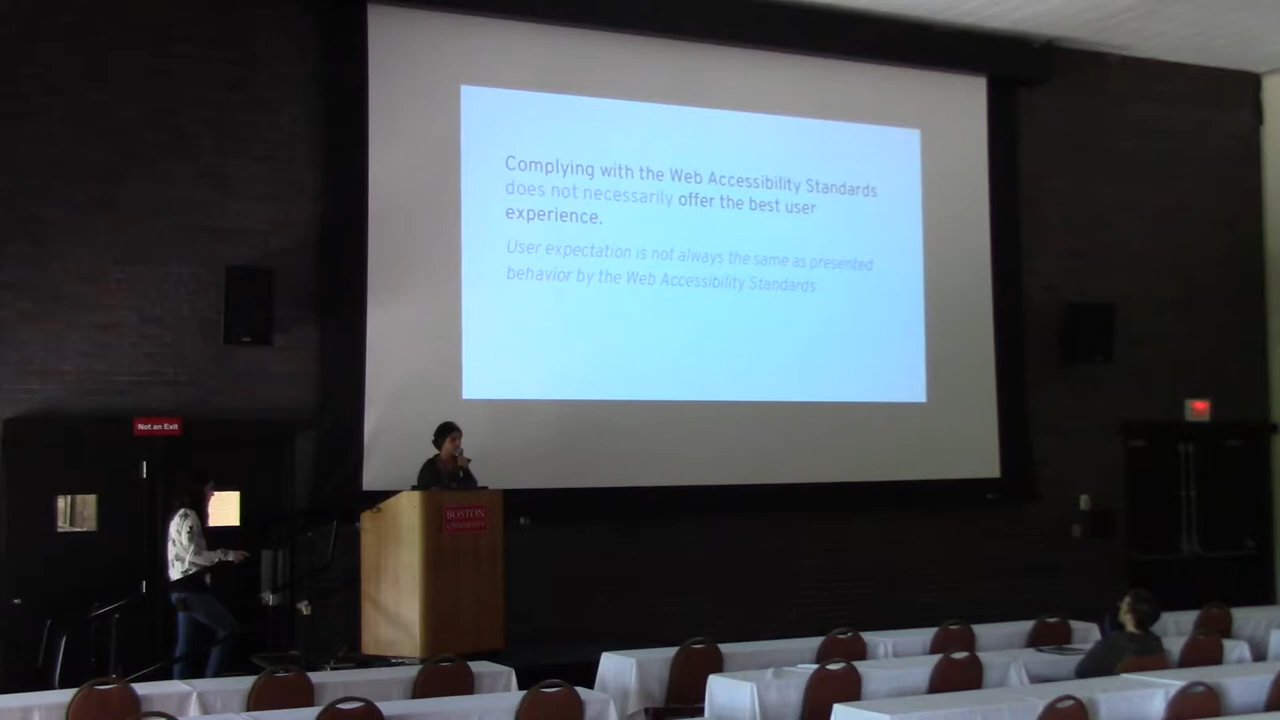 Complying with the Web Accessibility Standards
does not necessarily offer the best user
experience.
User expectation is not always the same as presented
behavior by the Web Accessibility Standards
Not an Exit
BOSTON
UNIVERSITY